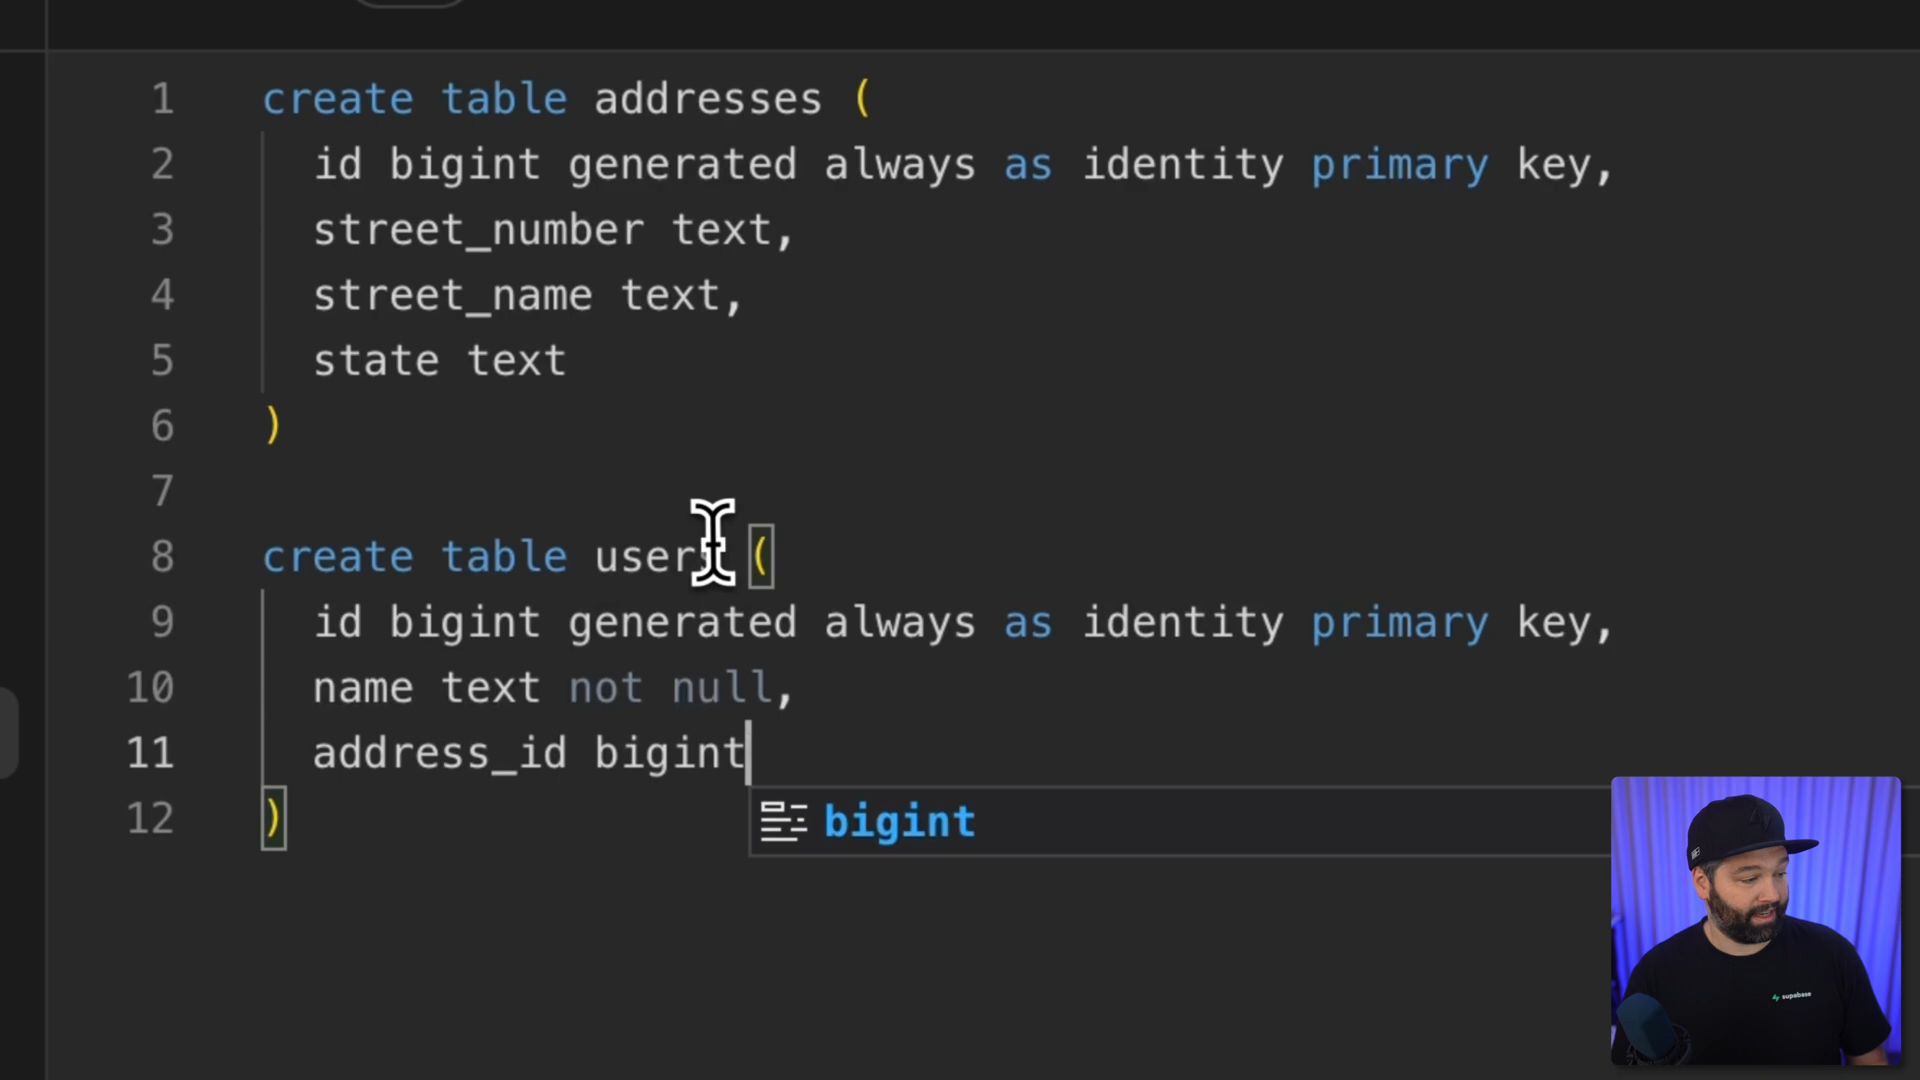 1 create table addresses (
2 id bigint generated always as identity primary key,
3 street_number text,
4 street_name text,
5 state text
6 )
7
8 create table users (
9 id bigint generated always as identity primary key,
10 name text not null,
11 address_id bigint
12 )
bigint
supabase